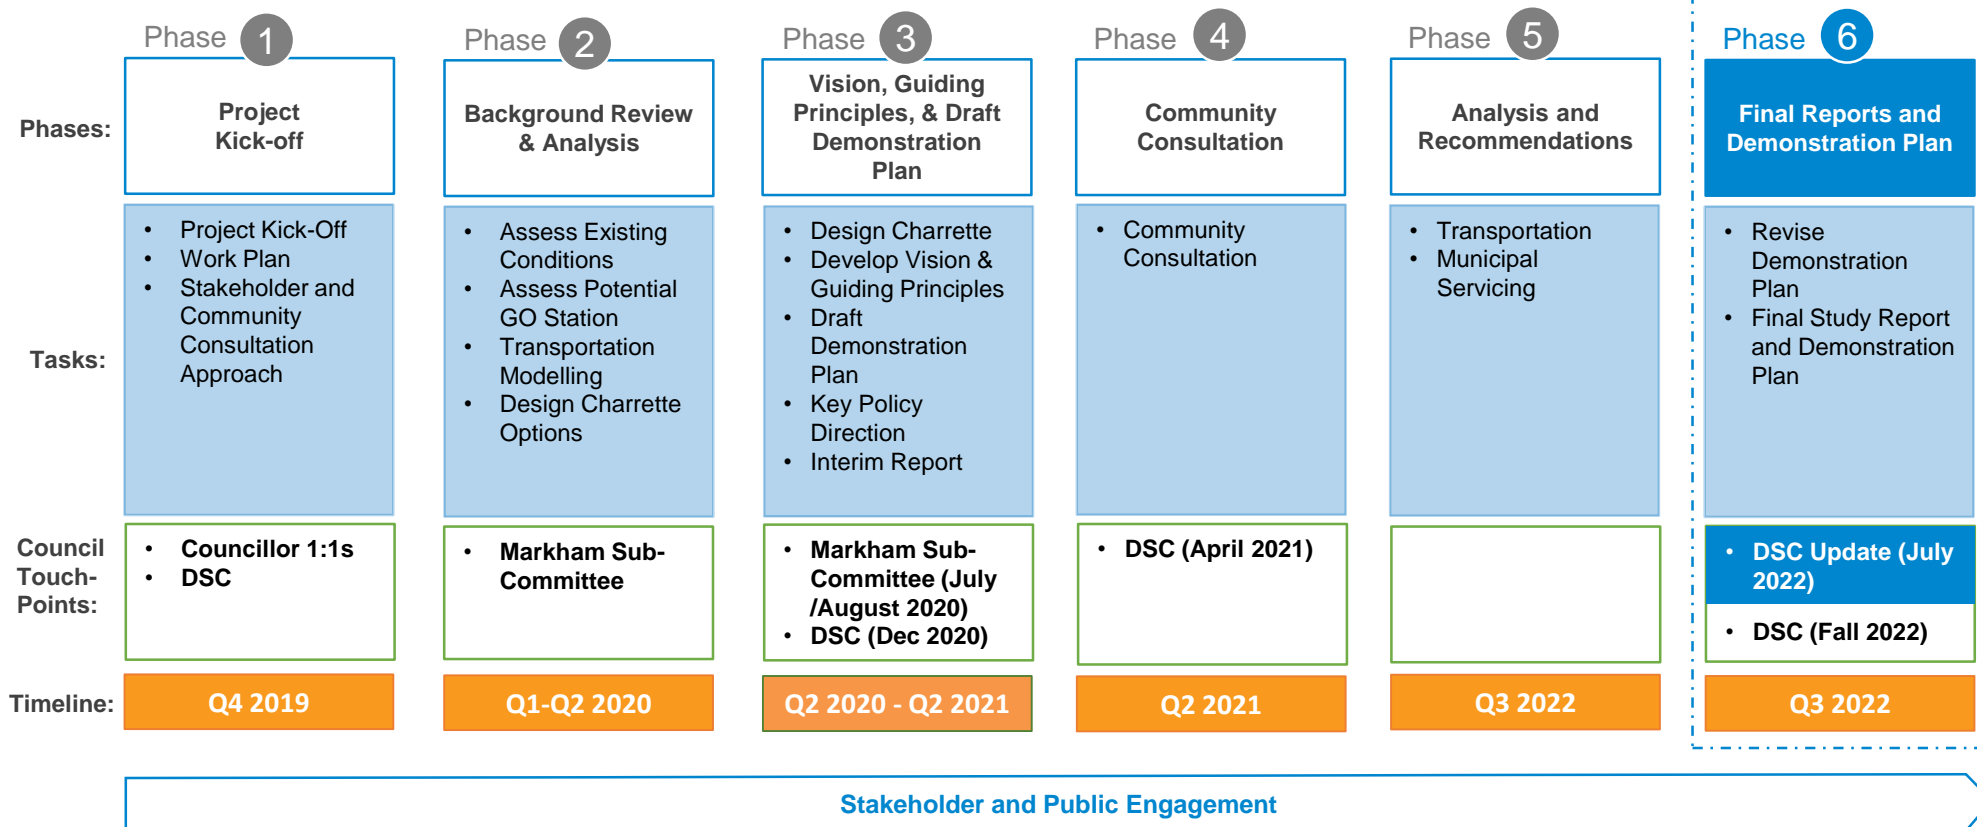 Phase 1
Phase 2
Phase 3
Phase 4
Phase 5
Phase 6
Phases:
Project
Kick-off
Background Review
& Analysis
Vision, Guiding
Principles, & Draft
Demonstration
Plan
Community
Consultation
Analysis and
Recommendations
Final Reports and
Demonstration Plan
Tasks:
• Project Kick-Off
• Work Plan
• Stakeholder and
Community
Consultation
Approach
• Assess Existing
Conditions
• Assess Potential
GO Station
• Transportation
Modelling
• Design Charrette
Options
• Design Charrette
• Develop Vision &
Guiding Principles
• Draft
Demonstration
Plan
• Key Policy
Direction
• Interim Report
• Community
Consultation
• Transportation
• Municipal
Servicing
• Revise
Demonstration
Plan
• Final Study Report
and Demonstration
Plan
Council
Touch-
Points:
• Councillor 1:1s
• DSC
• Markham Sub-
Committee
• Markham Sub-
Committee (July
/August 2020)
• DSC (Dec 2020)
• DSC (April 2021)
• DSC Update (July
2022)
• DSC (Fall 2022)
Timeline:
Q4 2019
Q1-Q2 2020
Q2 2020 - Q2 2021
Q2 2021
Q3 2022
Q3 2022
Stakeholder and Public Engagement